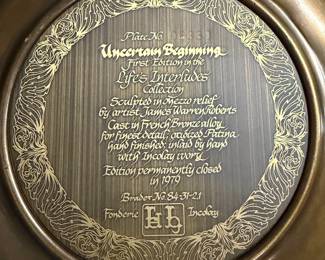 Plate No.
Uncertain Beginning
First Edition in the
Life's Interludes
Collection
Sculpted in mezzo relief
by artist James Warren Roberts
Cast in French Bronze alloy
for finest detail; oxidized Patina
hand finished; inlaid by hand
with Incolay ivory
Edition permanently closed
in 1979
Brader No. 84-31-2.1
Fonderie Incolay